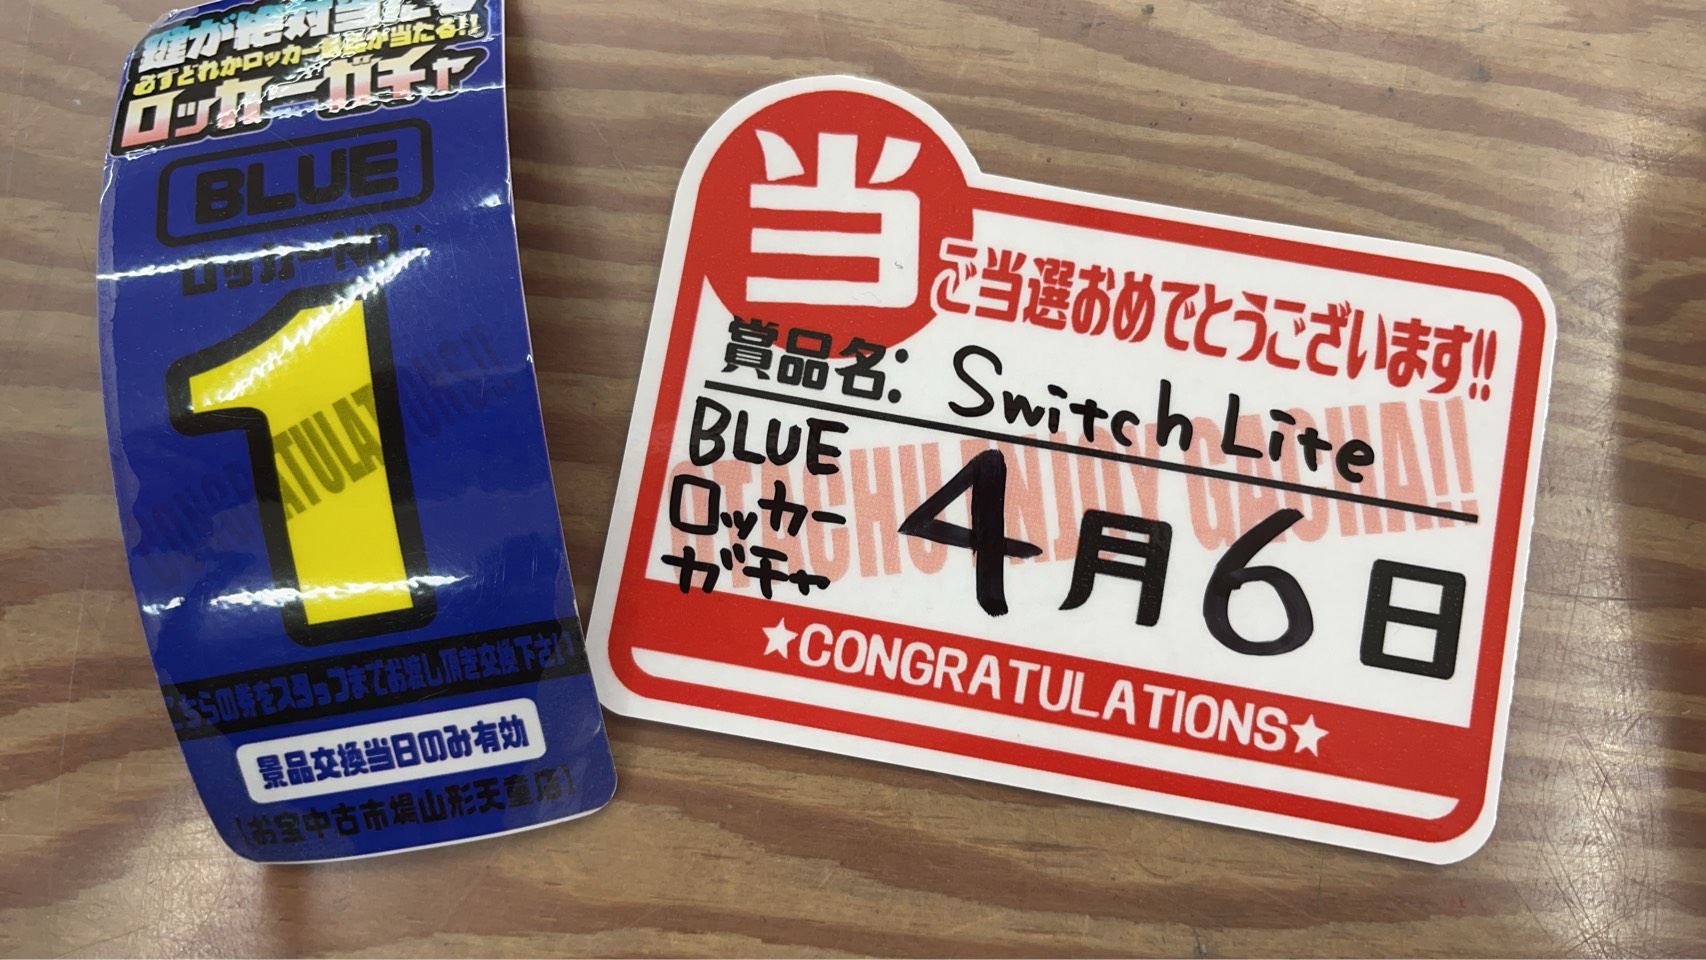 鍵が絶対当たる
必ずどれかロッカーの鍵が当たる!!
ロッカーガチャ
BLUE
ロッカーNO.:
1
CONGRATULATIONS!!
こちらの券をスタッフまでお渡し頂き交換下さい
景品交換当日のみ有効
【お宝中古市場山形天童店】
当
ご当選おめでとうございます!!
賞品名: Switch Lite
BLUE
ロッカー
ガチャ
4月6日
OTACHU ENJOY GACHA!!
★CONGRATULATIONS★